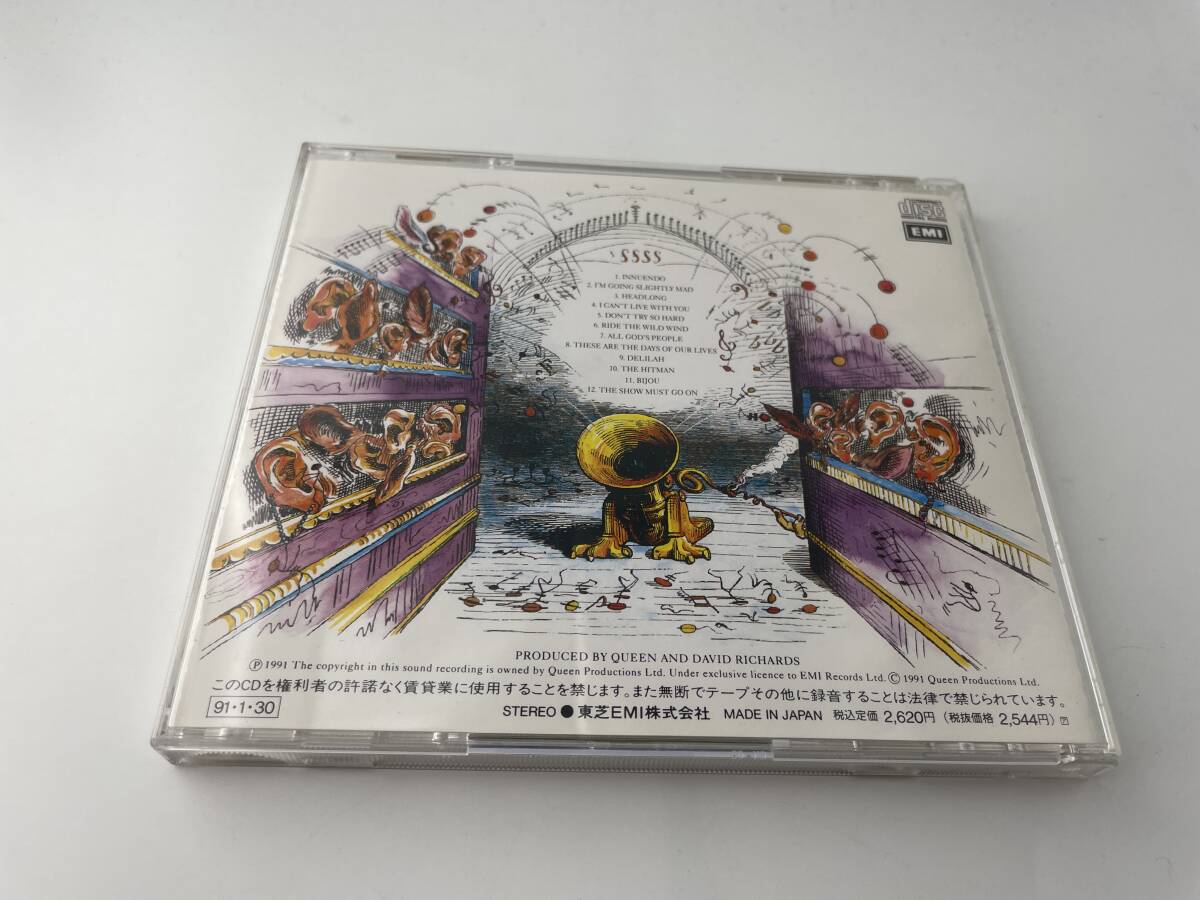 disc
EMI
1. INNUENDO
2. I'M GOING SLIGHTLY MAD
3. HEADLONG
4. I CAN'T LIVE WITH YOU
5. DON'T TRY SO HARD
6. RIDE THE WILD WIND
7. ALL GOD'S PEOPLE
8. THESE ARE THE DAYS OF OUR LIVES
9. DELILAH
10. THE HITMAN
11. BIJOU
12. THE SHOW MUST GO ON
PRODUCED BY QUEEN AND DAVID RICHARDS
Ⓟ 1991 The copyright in this sound recording is owned by Queen Productions Ltd. Under exclusive licence to EMI Records Ltd. © 1991 Queen Productions Ltd.
このCDを権利者の許諾なく賃貸業に使用することを禁じます。また無断でテープその他に録音することは法律で禁じられています。
91・1・30
STEREO ● 東芝EMI株式会社 MADE IN JAPAN 税込定価 2,620円 (税抜価格 2,544円)